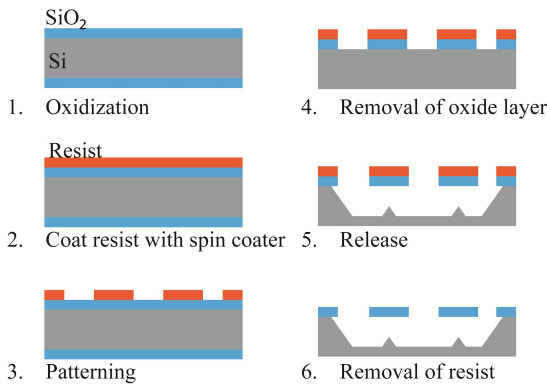 SiO₂
Si
1. Oxidization
Resist
2. Coat resist with spin coater
3. Patterning
4. Removal of oxide layer
5. Release
6. Removal of resist